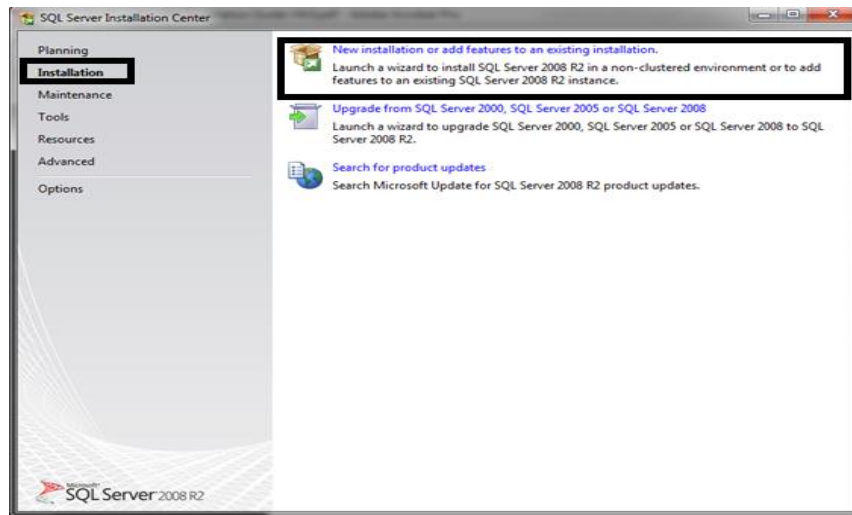 SQL Server Installation Center
Planning
Installation
Maintenance
Tools
Resources
Advanced
Options
New installation or add features to an existing installation.
Launch a wizard to install SQL Server 2008 R2 in a non-clustered environment or to add
features to an existing SQL Server 2008 R2 instance.
Upgrade from SQL Server 2000, SQL Server 2005 or SQL Server 2008
Launch a wizard to upgrade SQL Server 2000, SQL Server 2005 or SQL Server 2008 to SQL
Server 2008 R2.
Search for product updates
Search Microsoft Update for SQL Server 2008 R2 product updates.
Microsoft
SQL Server 2008 R2